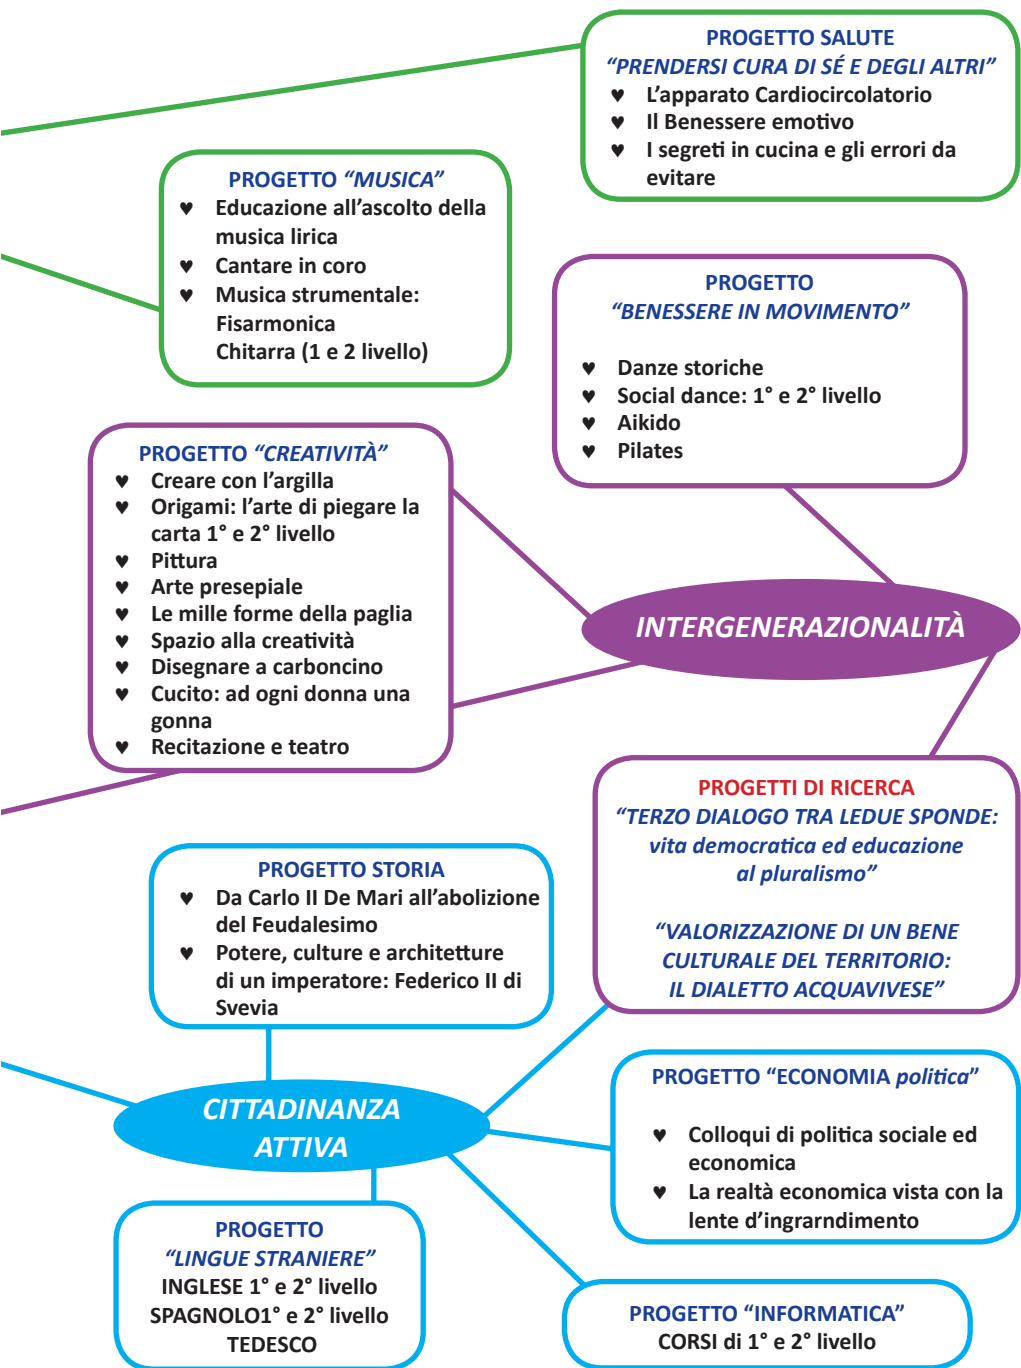 PROGETTO SALUTE
“PRENDERSI CURA DI SÉ E DEGLI ALTRI”
♥ L’apparato Cardiocircolatorio
♥ Il Benessere emotivo
♥ I segreti in cucina e gli errori da
evitare
PROGETTO “MUSICA”
♥ Educazione all’ascolto della
musica lirica
♥ Cantare in coro
♥ Musica strumentale:
Fisarmonica
Chitarra (1 e 2 livello)
PROGETTO
“BENESSERE IN MOVIMENTO”
♥ Danze storiche
♥ Social dance: 1° e 2° livello
♥ Aikido
♥ Pilates
PROGETTO “CREATIVITÀ”
♥ Creare con l’argilla
♥ Origami: l’arte di piegare la
carta 1° e 2° livello
♥ Pittura
♥ Arte presepiale
♥ Le mille forme della paglia
♥ Spazio alla creatività
♥ Disegnare a carboncino
♥ Cucito: ad ogni donna una
gonna
♥ Recitazione e teatro
INTERGENERAZIONALITÀ
PROGETTI DI RICERCA
“TERZO DIALOGO TRA LEDUE SPONDE:
vita democratica ed educazione
al pluralismo”
“VALORIZZAZIONE DI UN BENE
CULTURALE DEL TERRITORIO:
IL DIALETTO ACQUAVIVESE”
PROGETTO STORIA
♥ Da Carlo II De Mari all’abolizione
del Feudalesimo
♥ Potere, culture e architetture
di un imperatore: Federico II di
Svevia
CITTADINANZA
ATTIVA
PROGETTO “ECONOMIA politica”
♥ Colloqui di politica sociale ed
economica
♥ La realtà economica vista con la
lente d’ingrarndimento
PROGETTO
“LINGUE STRANIERE”
INGLESE 1° e 2° livello
SPAGNOLO1° e 2° livello
TEDESCO
PROGETTO “INFORMATICA”
CORSI di 1° e 2° livello